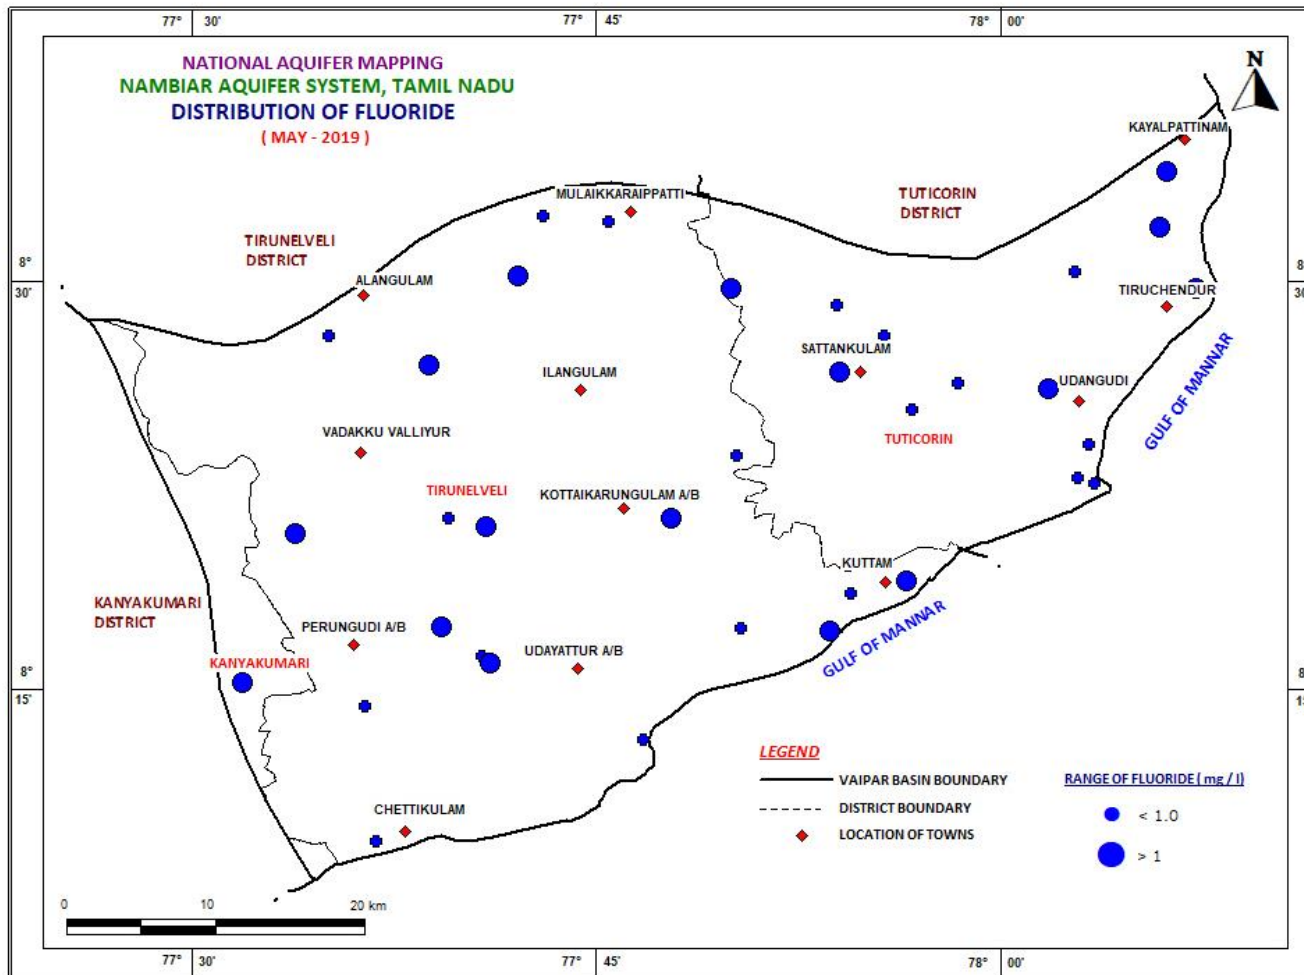 77° 30' 77° 45' 78° 00'
NATIONAL AQUIFER MAPPING
NAMBIAR AQUIFER SYSTEM, TAMIL NADU
DISTRIBUTION OF FLUORIDE
( MAY - 2019 )
N
KAYALPATTINAM
MULAIKKARAIPPATTI
TUTICORIN
DISTRICT
TIRUNELVELI
DISTRICT
8°
30'
8
30
ALANGULAM
TIRUCHENDUR
SATTANKULAM
ILANGULAM
UDANGUDI
GULF OF MANNAR
VADAKKU VALLIYUR
TUTICORIN
TIRUNELVELI
KOTTAIKARUNGULAM A/B
KUTTAM
KANYAKUMARI
DISTRICT
PERUNGUDI A/B
UDAYATTUR A/B
GULF OF MANNAR
KANYAKUMARI
8°
15'
8
15
LEGEND
VAIPAR BASIN BOUNDARY
DISTRICT BOUNDARY
LOCATION OF TOWNS
RANGE OF FLUORIDE ( mg / l)
< 1.0
> 1
CHETTIKULAM
0 10 20 km
77° 30' 77° 45' 78° 00'